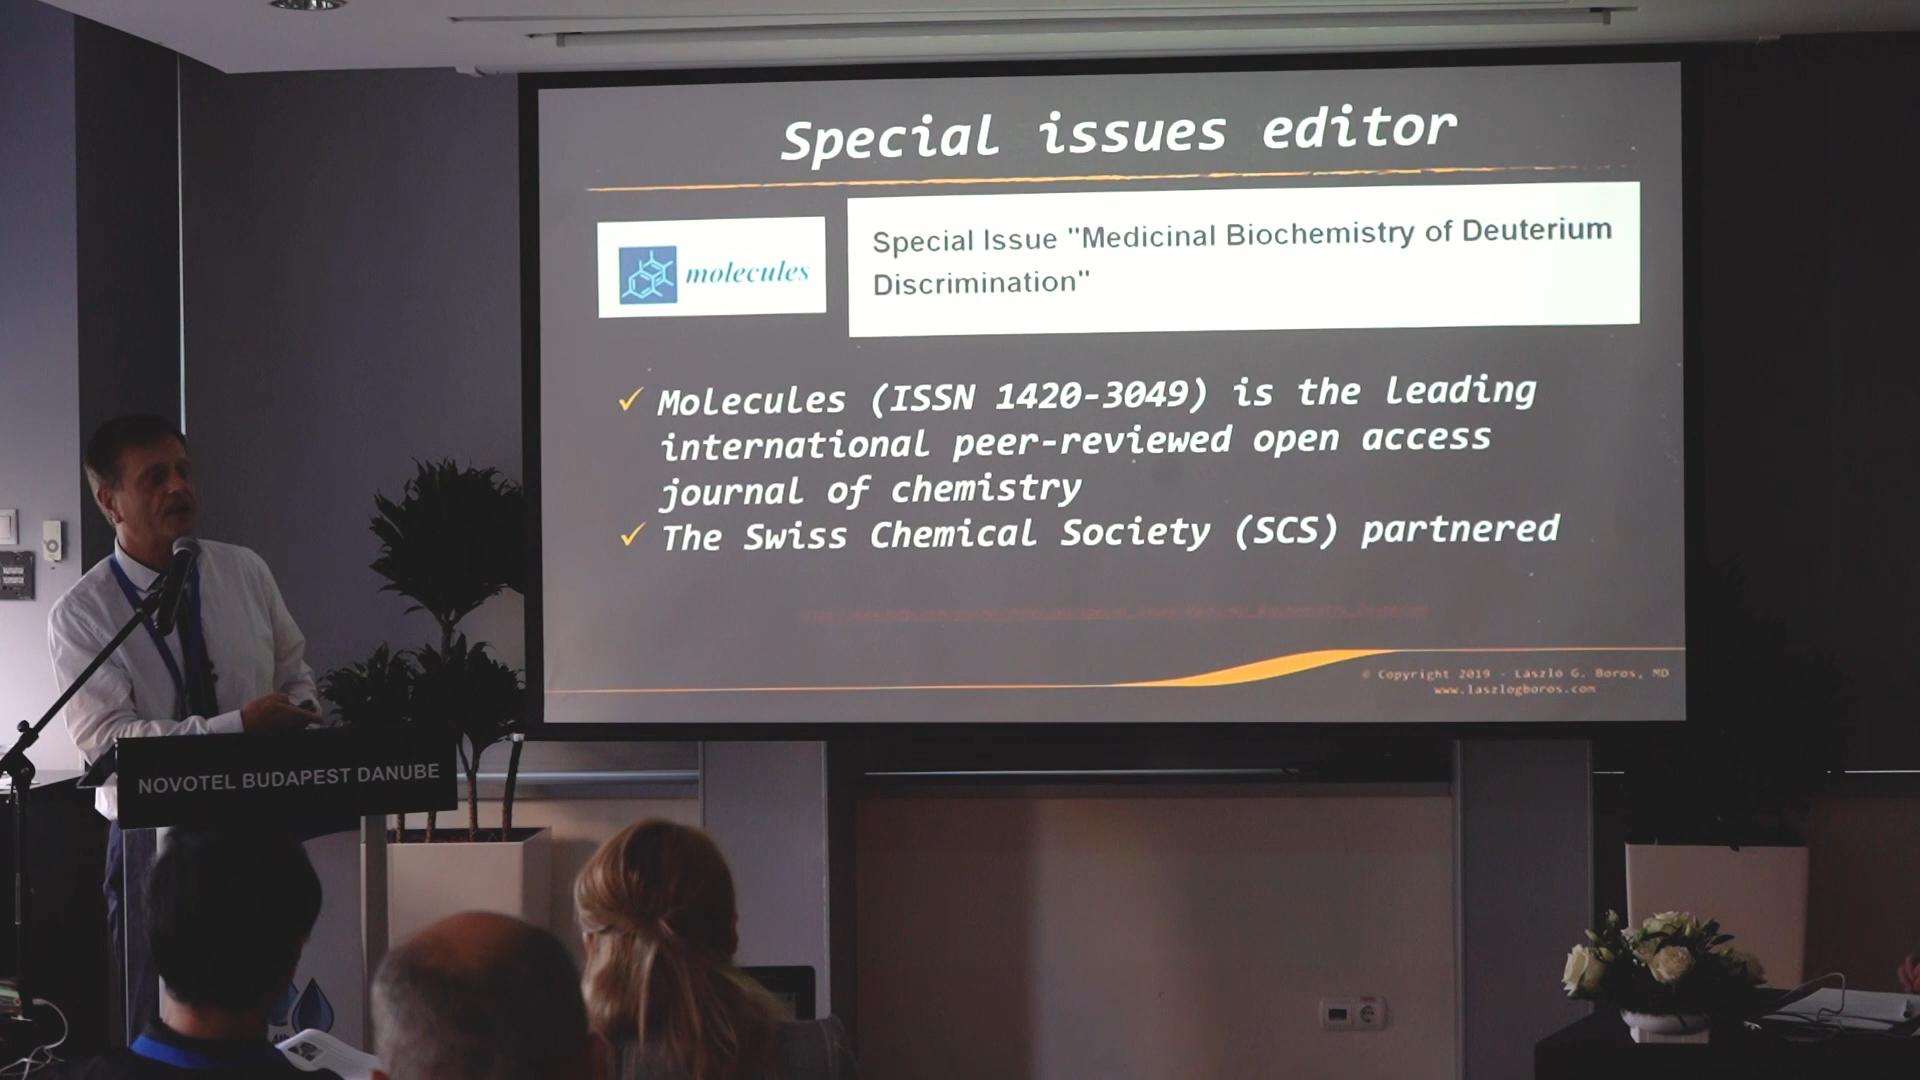 Special issues editor
molecules
Special Issue "Medicinal Biochemistry of Deuterium
Discrimination"
✓ Molecules (ISSN 1420-3049) is the leading
international peer-reviewed open access
journal of chemistry
✓ The Swiss Chemical Society (SCS) partnered
© Copyright 2019 - László G. Boros, MD
www.laszlogboros.com
NOVOTEL BUDAPEST DANUBE